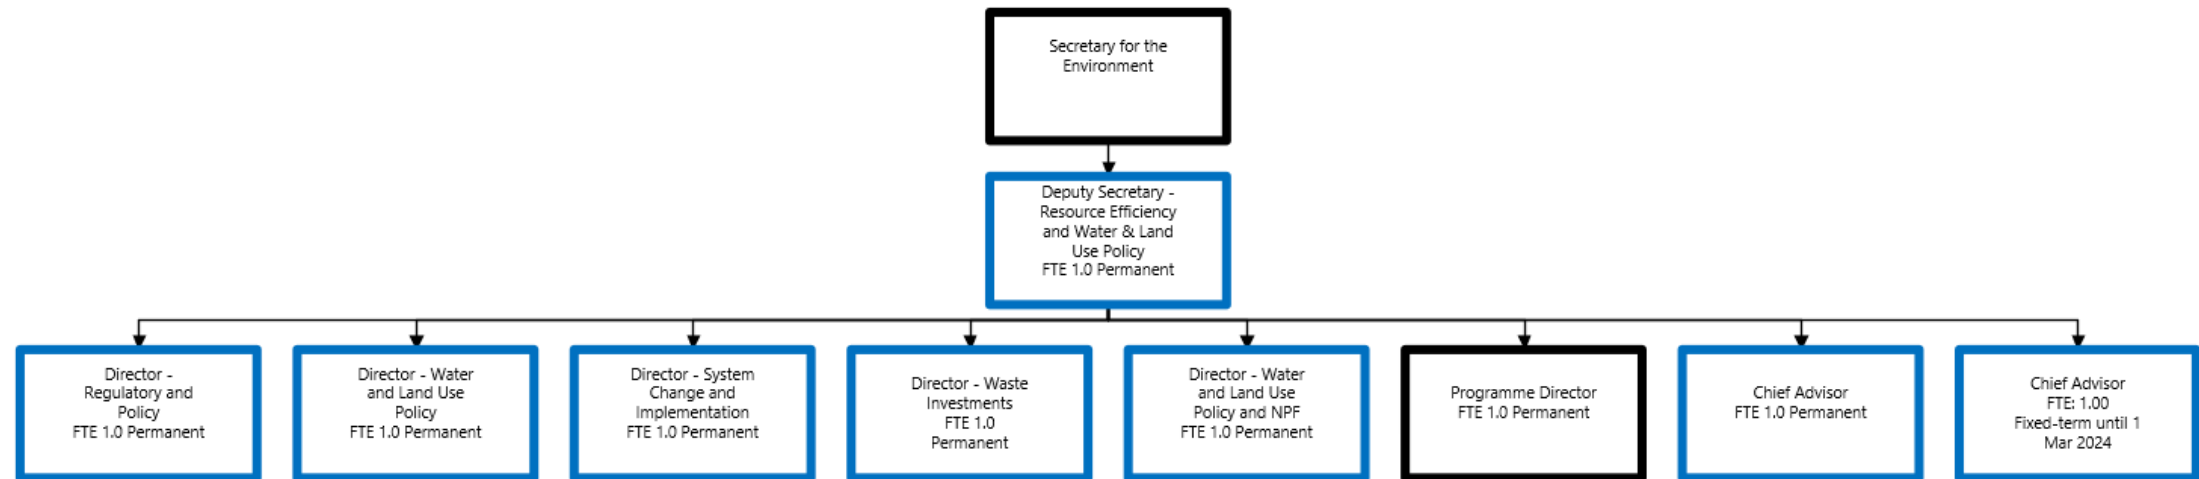 Secretary for the
Environment
Deputy Secretary -
Resource Efficiency
and Water & Land
Use Policy
FTE 1.0 Permanent
Director -
Regulatory and
Policy
FTE 1.0 Permanent
Director - Water
and Land Use
Policy
FTE 1.0 Permanent
Director - System
Change and
Implementation
FTE 1.0 Permanent
Director - Waste
Investments
FTE 1.0
Permanent
Director - Water
and Land Use
Policy and NPF
FTE 1.0 Permanent
Programme Director
FTE 1.0 Permanent
Chief Advisor
FTE 1.0 Permanent
Chief Advisor
FTE: 1.00
Fixed-term until 1
Mar 2024